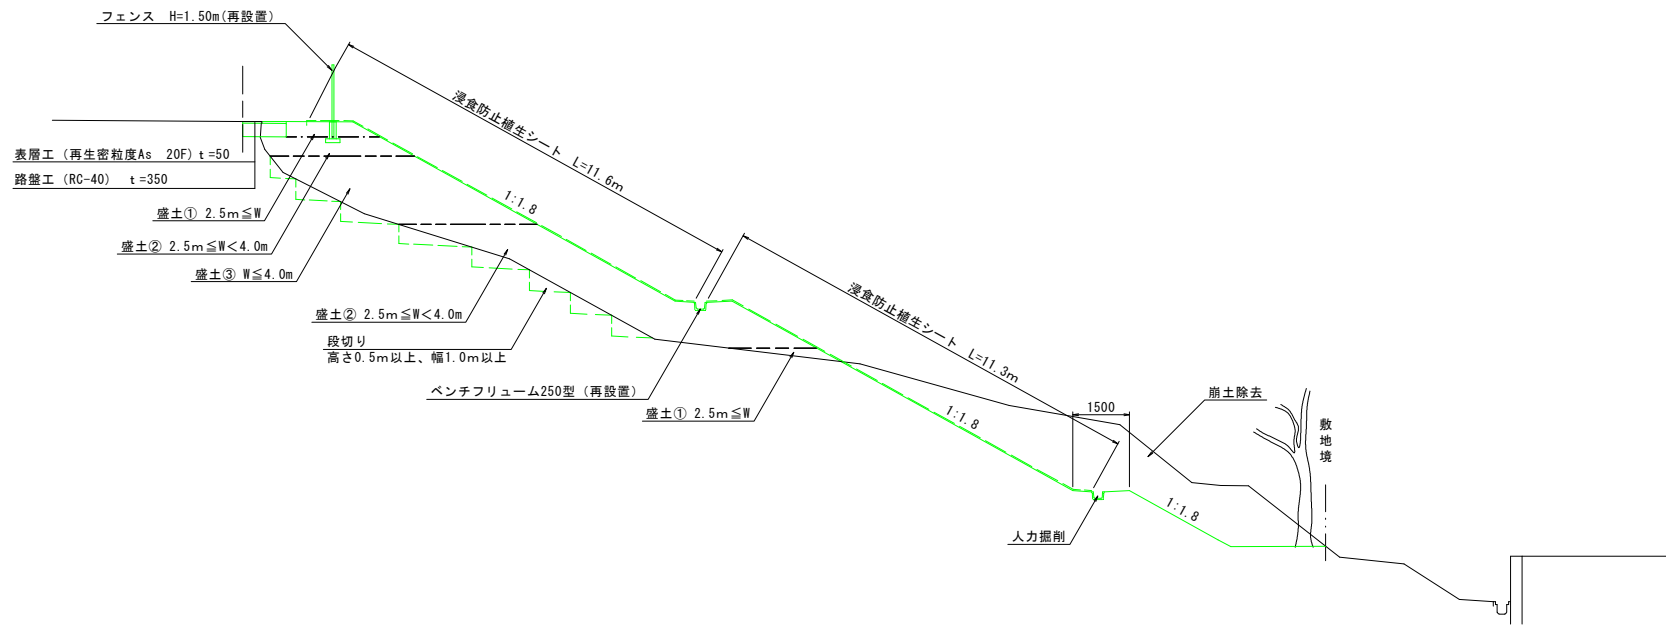 フェンス H=1.50m(再設置)
浸食防止植生シート L=11.6m
表層工 (再生密粒度As 20F) t=50
路盤工 (RC-40) t=350
1:1.8
盛土① 2.5m≦W
盛土② 2.5m≦W<4.0m
盛土③ W≦4.0m
浸食防止植生シート L=11.3m
盛土② 2.5m≦W<4.0m
段切り
高さ0.5m以上、幅1.0m以上
ベンチフリューム250型 (再設置)
盛土① 2.5m≦W
1:1.8
1500
崩土除去
敷地境
1:1.8
人力掘削